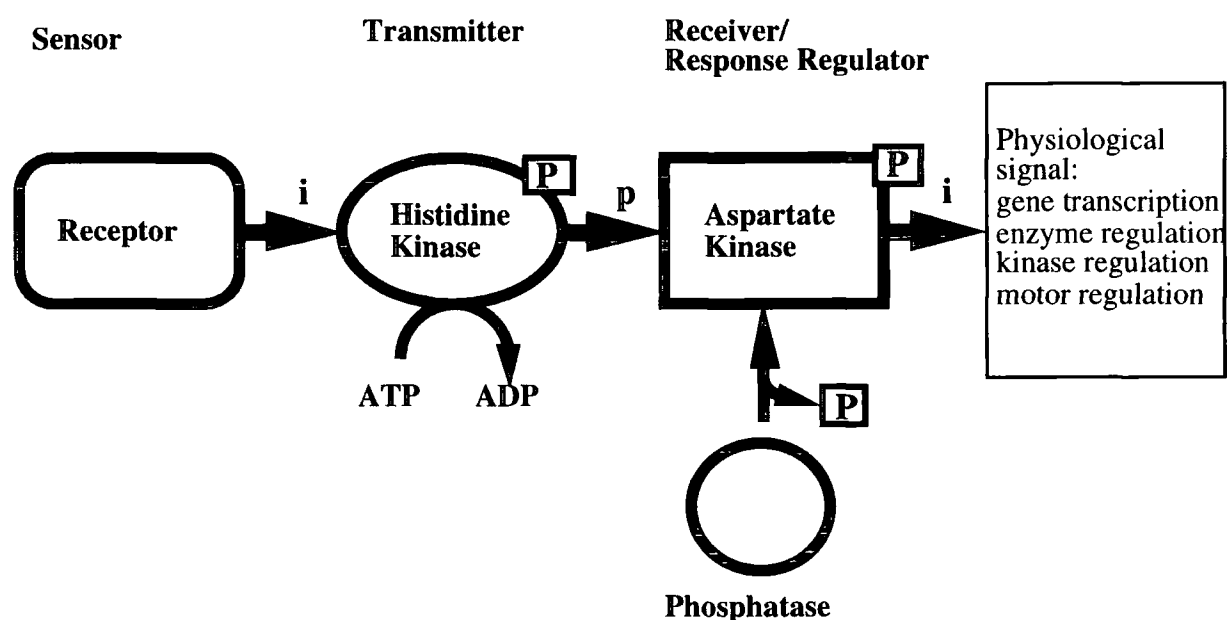 Sensor
Transmitter
Receiver/
Response Regulator
Receptor
i
Histidine
Kinase
P
ATP
ADP
p
Aspartate
Kinase
P
i
Physiological
signal:
gene transcription
enzyme regulation
kinase regulation
motor regulation
P
Phosphatase